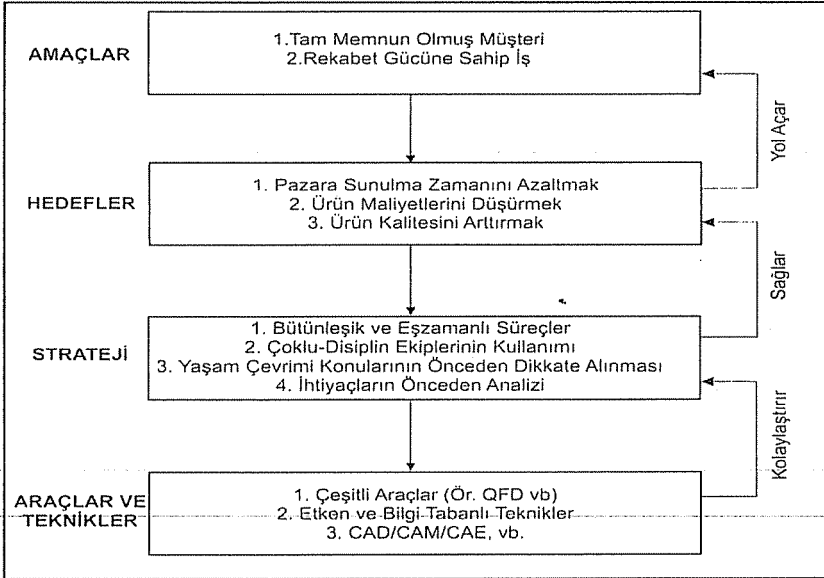 AMAÇLAR
1.Tam Memnun Olmuş Müşteri
2.Rekabet Gücüne Sahip İş
Yol Açar
HEDEFLER
1. Pazara Sunulma Zamanını Azaltmak
2. Ürün Maliyetlerini Düşürmek
3. Ürün Kalitesini Arttırmak
Sağlar
STRATEJİ
1. Bütünleşik ve Eşzamanlı Süreçler
2. Çoklu-Disiplin Ekiplerinin Kullanımı
3. Yaşam Çevrimi Konularının Önceden Dikkate Alınması
4. İhtiyaçların Önceden Analizi
Kolaylaştırır
ARAÇLAR VE
TEKNİKLER
1. Çeşitli Araçlar (Ör. QFD vb)
2. Etken ve Bilgi Tabanlı Teknikler
3. CAD/CAM/CAE, vb.